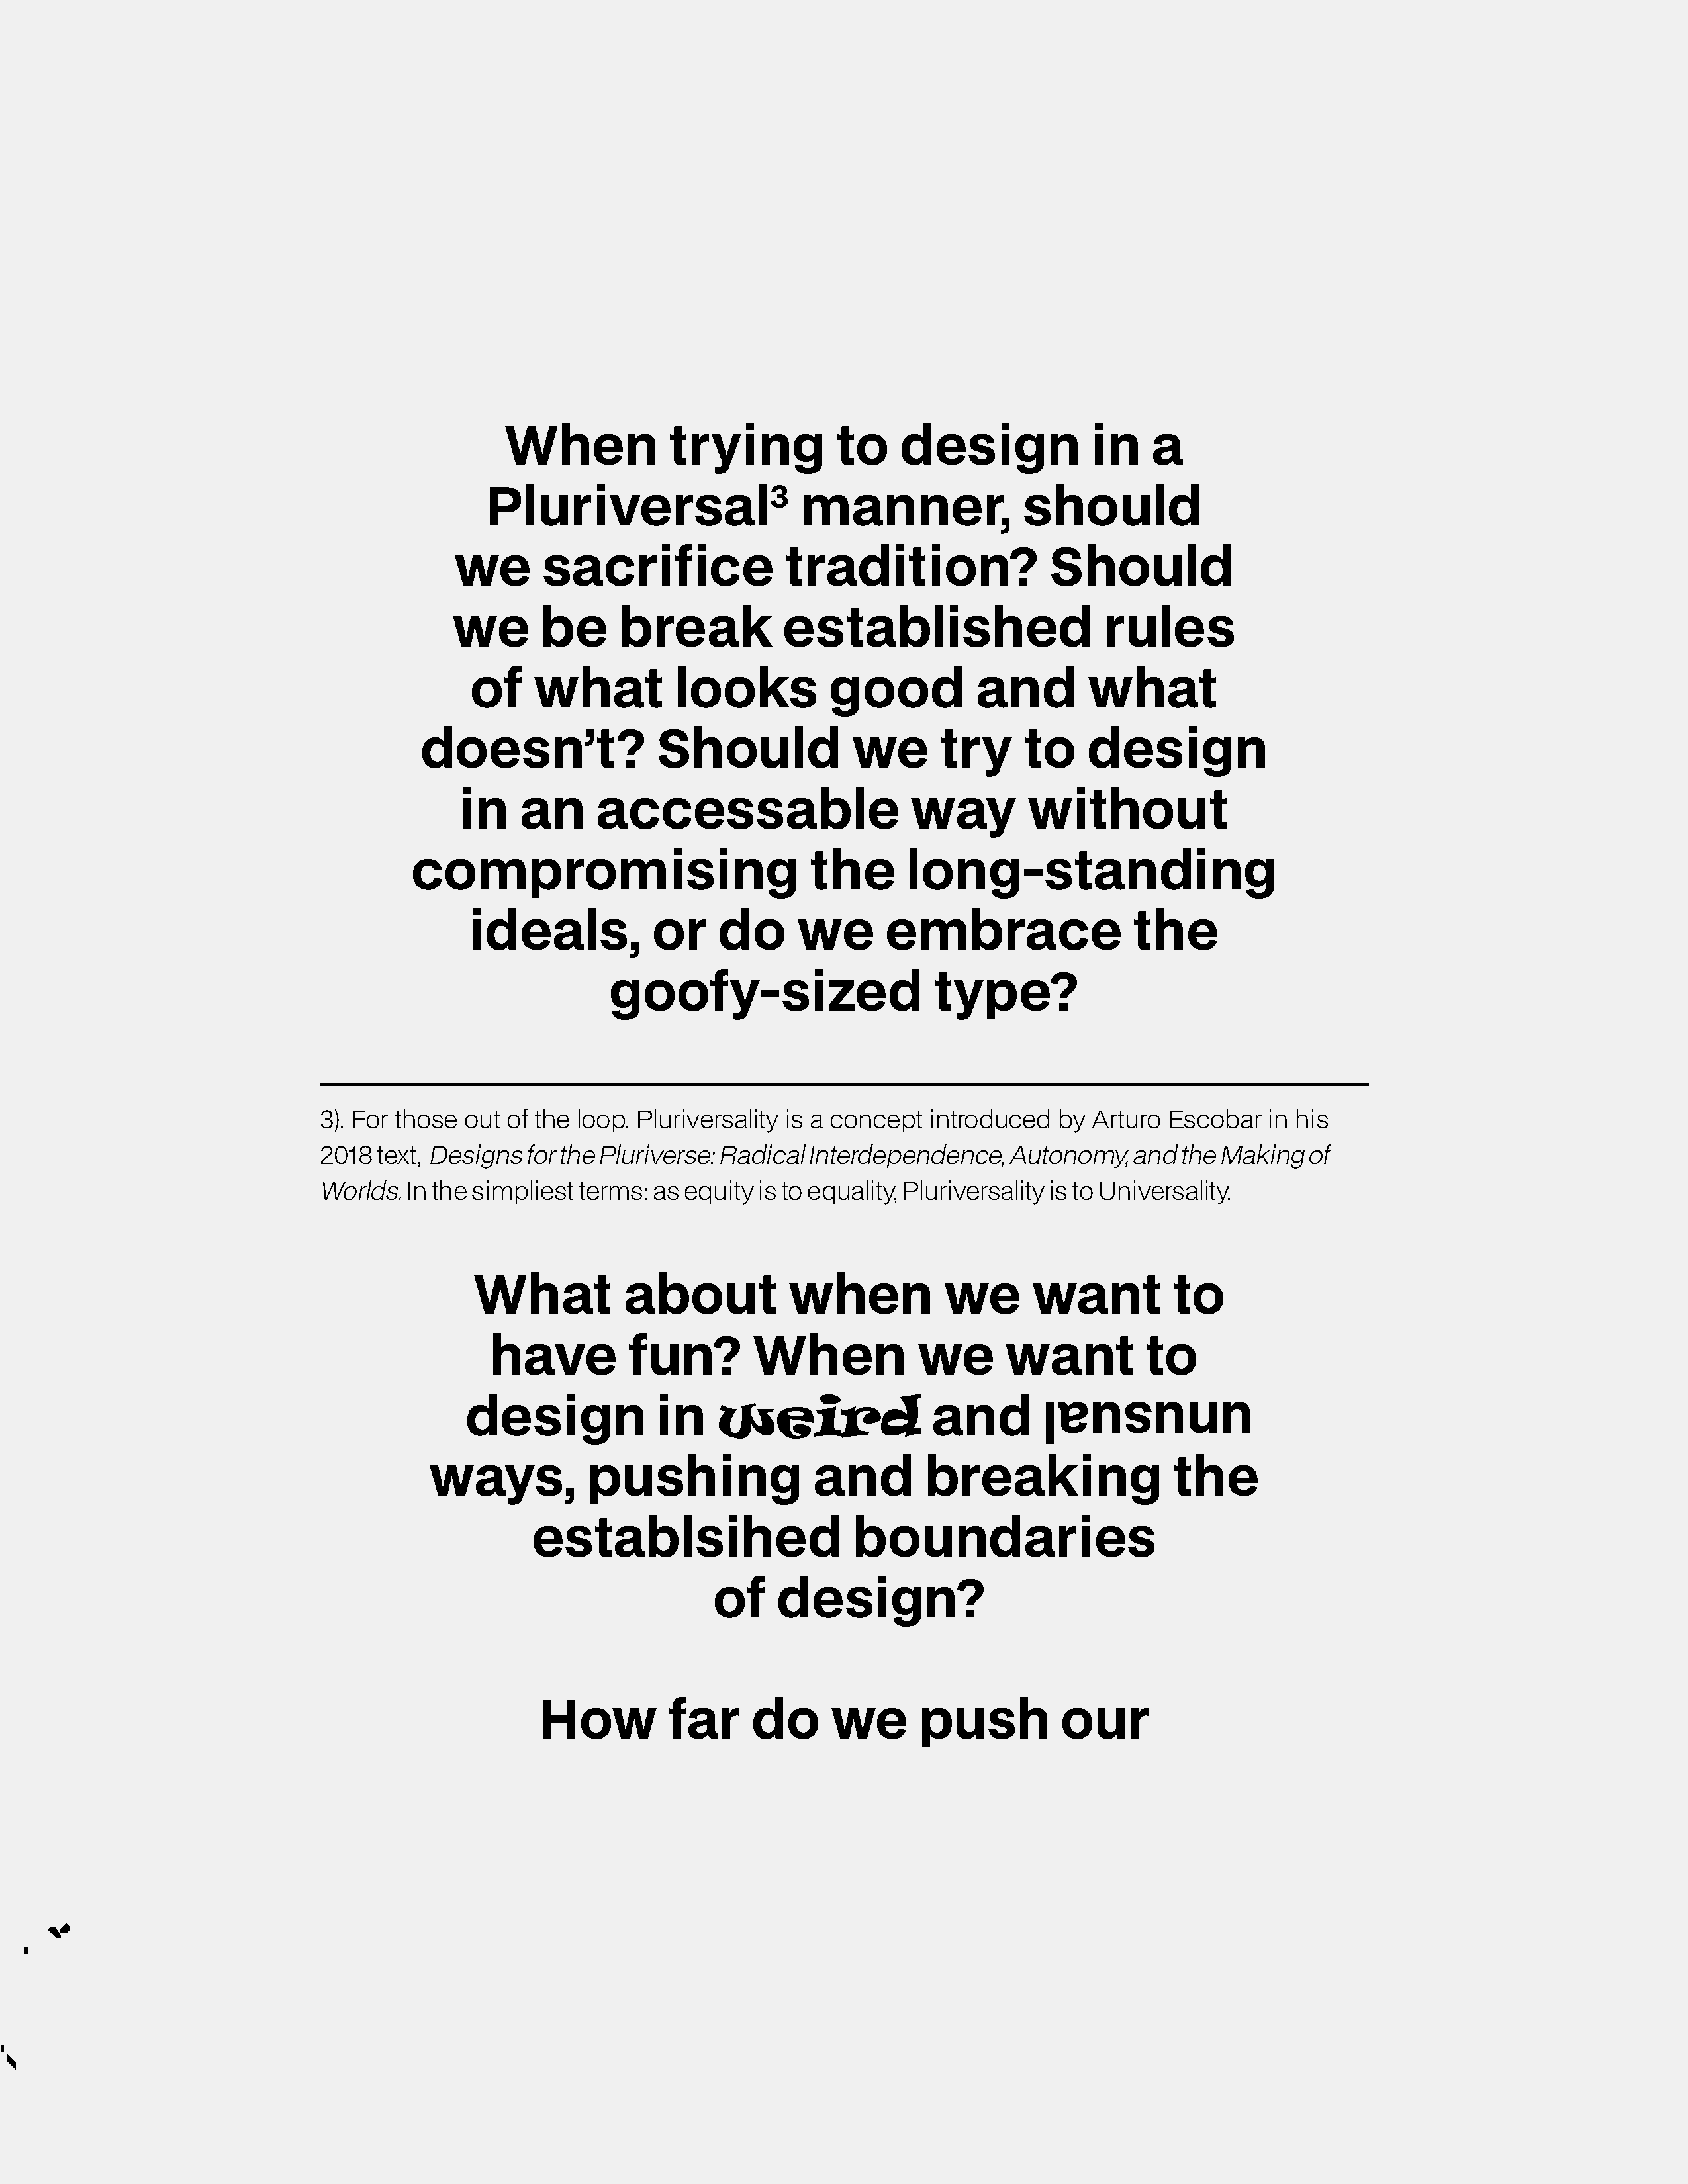 When trying to design in a
Pluriversal³ manner, should
we sacrifice tradition? Should
we be break established rules
of what looks good and what
doesn’t? Should we try to design
in an accessable way without
compromising the long-standing
ideals, or do we embrace the
goofy-sized type?
3). For those out of the loop. Pluriversality is a concept introduced by Arturo Escobar in his
2018 text, Designs for the Pluriverse: Radical Interdependence, Autonomy, and the Making of
Worlds. In the simpliest terms: as equity is to equality, Pluriversality is to Universality.
What about when we want to
have fun? When we want to
design in weird and unusual
ways, pushing and breaking the
establsihed boundaries
of design?
How far do we push our